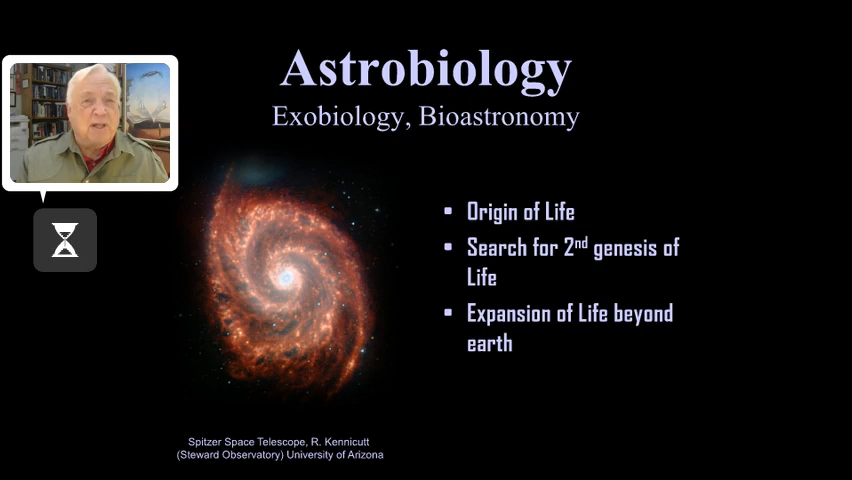 Astrobiology
Exobiology, Bioastronomy
▪ Origin of Life
▪ Search for 2nd genesis of
Life
▪ Expansion of Life beyond
earth
Spitzer Space Telescope, R. Kennicutt
(Steward Observatory) University of Arizona